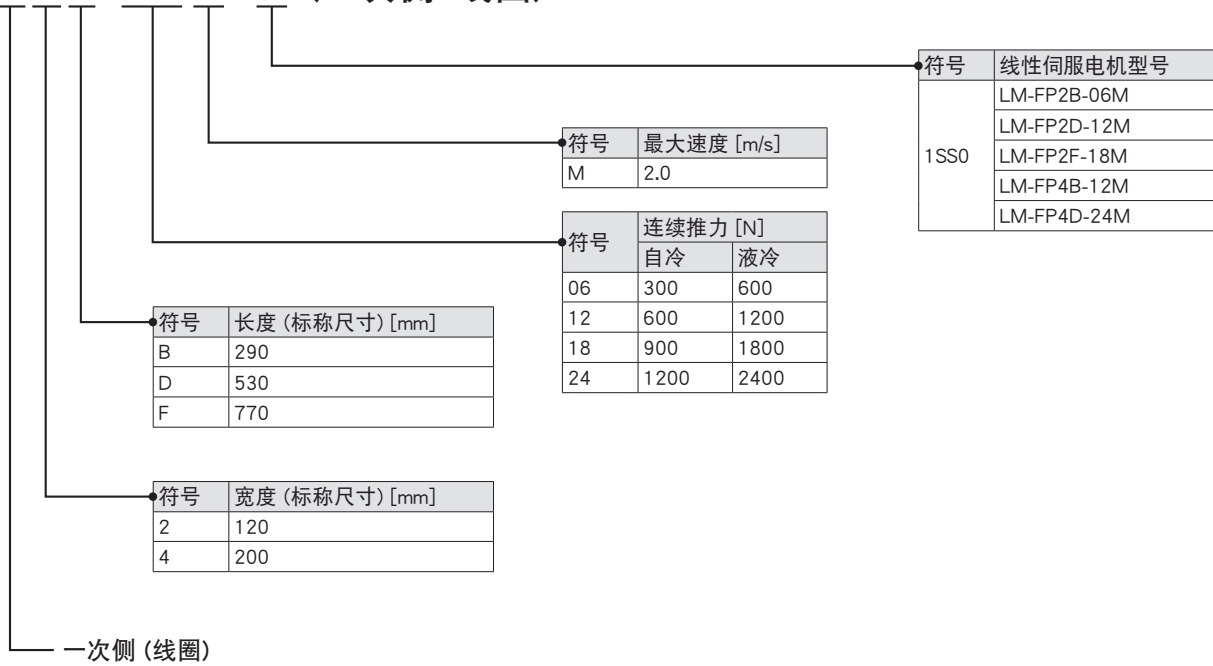 符号 线性伺服电机型号
1SS0
LM-FP2B-06M
LM-FP2D-12M
LM-FP2F-18M
LM-FP4B-12M
LM-FP4D-24M
符号 最大速度 [m/s]
M 2.0
符号 连续推力 [N]
自冷 液冷
06 300 600
12 600 1200
18 900 1800
24 1200 2400
符号 长度 (标称尺寸) [mm]
B 290
D 530
F 770
符号 宽度 (标称尺寸) [mm]
2 120
4 200
一次侧 (线圈)